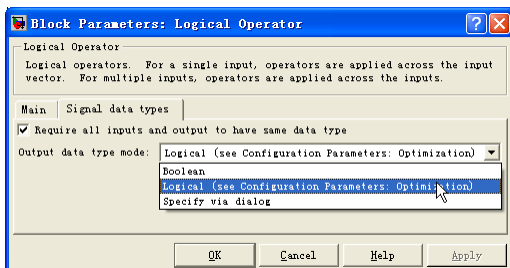 Block Parameters: Logical Operator
Logical Operator
Logical operators. For a single input, operators are applied across the input
vector. For multiple inputs, operators are applied across the inputs.
Main Signal data types
Require all inputs and output to have same data type
Output data type mode: Logical (see Configuration Parameters: Optimization)
Boolean
Logical (see Configuration Parameters: Optimization)
Specify via dialog
OK Cancel Help Apply